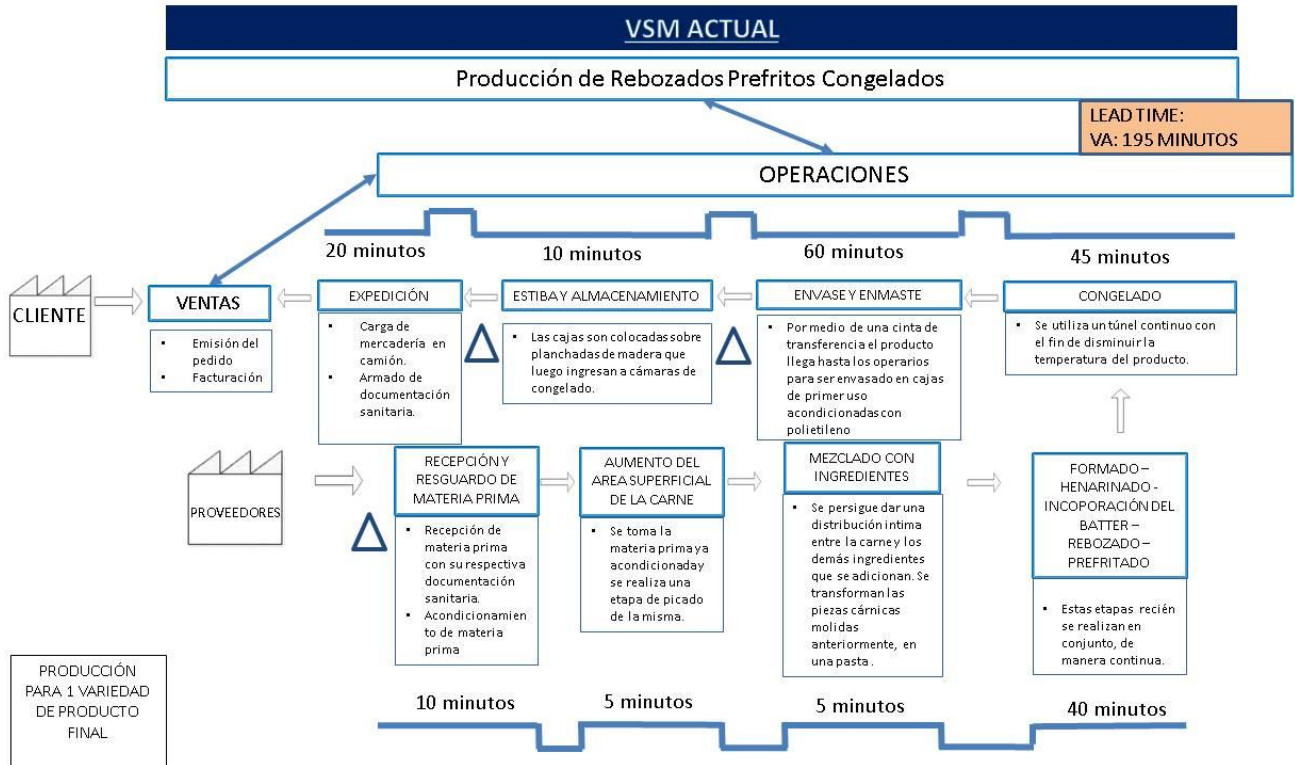 VSM ACTUAL
Producción de Rebozados Prefritos Congelados
LEAD TIME:
VA: 195 MINUTOS
OPERACIONES
20 minutos
10 minutos
60 minutos
45 minutos
CLIENTE
VENTAS
▪ Emisión del
pedido
▪ Facturación
EXPEDICIÓN
▪ Carga de
mercadería en
camión.
▪ Armado de
documentación
sanitaria.
ESTIBA Y ALMACENAMIENTO
▪ Las cajas son colocadas sobre
planchadas de madera que
luego ingresan a cámaras de
congelado.
ENVASE Y ENMASTE
▪ Por medio de una cinta de
transferencia el producto
llega hasta los operarios
para ser envasado en cajas
de primer uso
acondicionadas con
polietileno
CONGELADO
▪ Se utiliza un túnel continuo con
el fin de disminuir la
temperatura del producto.
PROVEEDORES
RECEPCIÓN Y
RESGUARDO DE
MATERIA PRIMA
▪ Recepción de
materia prima
con su respectiva
documentación
sanitaria.
▪ Acondicionamien
to de materia
prima
AUMENTO DEL
AREA SUPERFICIAL
DE LA CARNE
▪ Se toma la
materia prima ya
acondicionada y
se realiza una
etapa de picado
de la misma.
MEZCLADO CON
INGREDIENTES
▪ Se persigue dar una
distribución intima
entre la carne y los
demás ingredientes
que se adicionan. Se
transforman las
piezas cárnicas
molidas
anteriormente, en
una pasta .
FORMADO –
HENARINADO -
INCOPORACIÓN DEL
BATTER –
REBOZADO –
PREFRITADO
▪ Estas etapas recién
se realizan en
conjunto, de
manera continua.
PRODUCCIÓN
PARA 1 VARIEDAD
DE PRODUCTO
FINAL
10 minutos
5 minutos
5 minutos
40 minutos